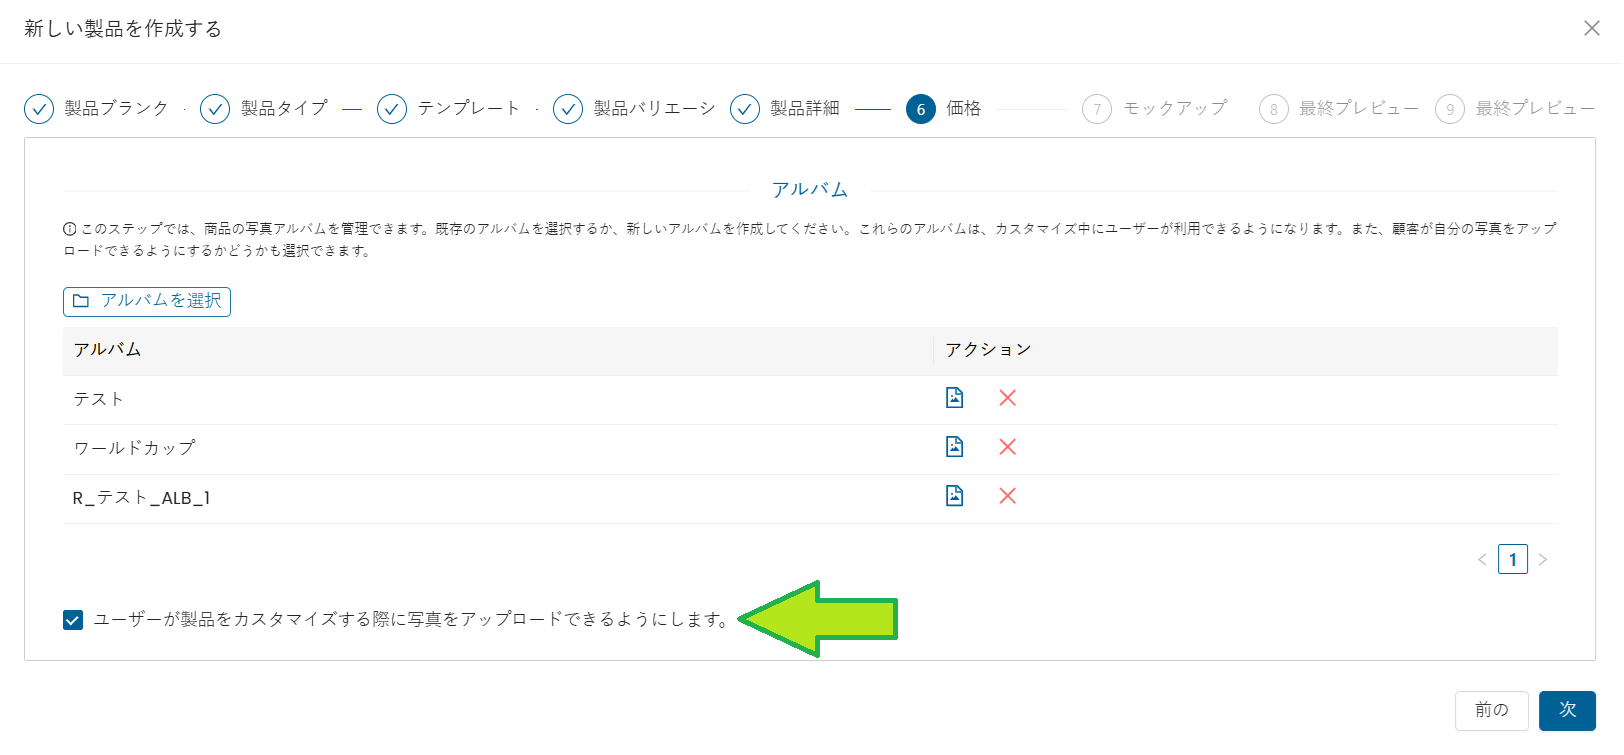 新しい製品を作成する
製品ブランク 製品タイプ テンプレート 製品バリエーシ 製品詳細 6 価格 7 モックアップ 8 最終プレビュー 9 最終プレビュー
アルバム
このステップでは、商品の写真アルバムを管理できます。既存のアルバムを選択するか、新しいアルバムを作成してください。これらのアルバムは、カスタマイズ中にユーザーが利用できるようになります。また、顧客が自分の写真をアップ
ロードできるようにするかどうかも選択できます。
アルバムを選択
アルバム アクション
テスト
ワールドカップ
R_テスト_ALB_1
< 1 >
ユーザーが製品をカスタマイズする際に写真をアップロードできるようにします。
前の 次